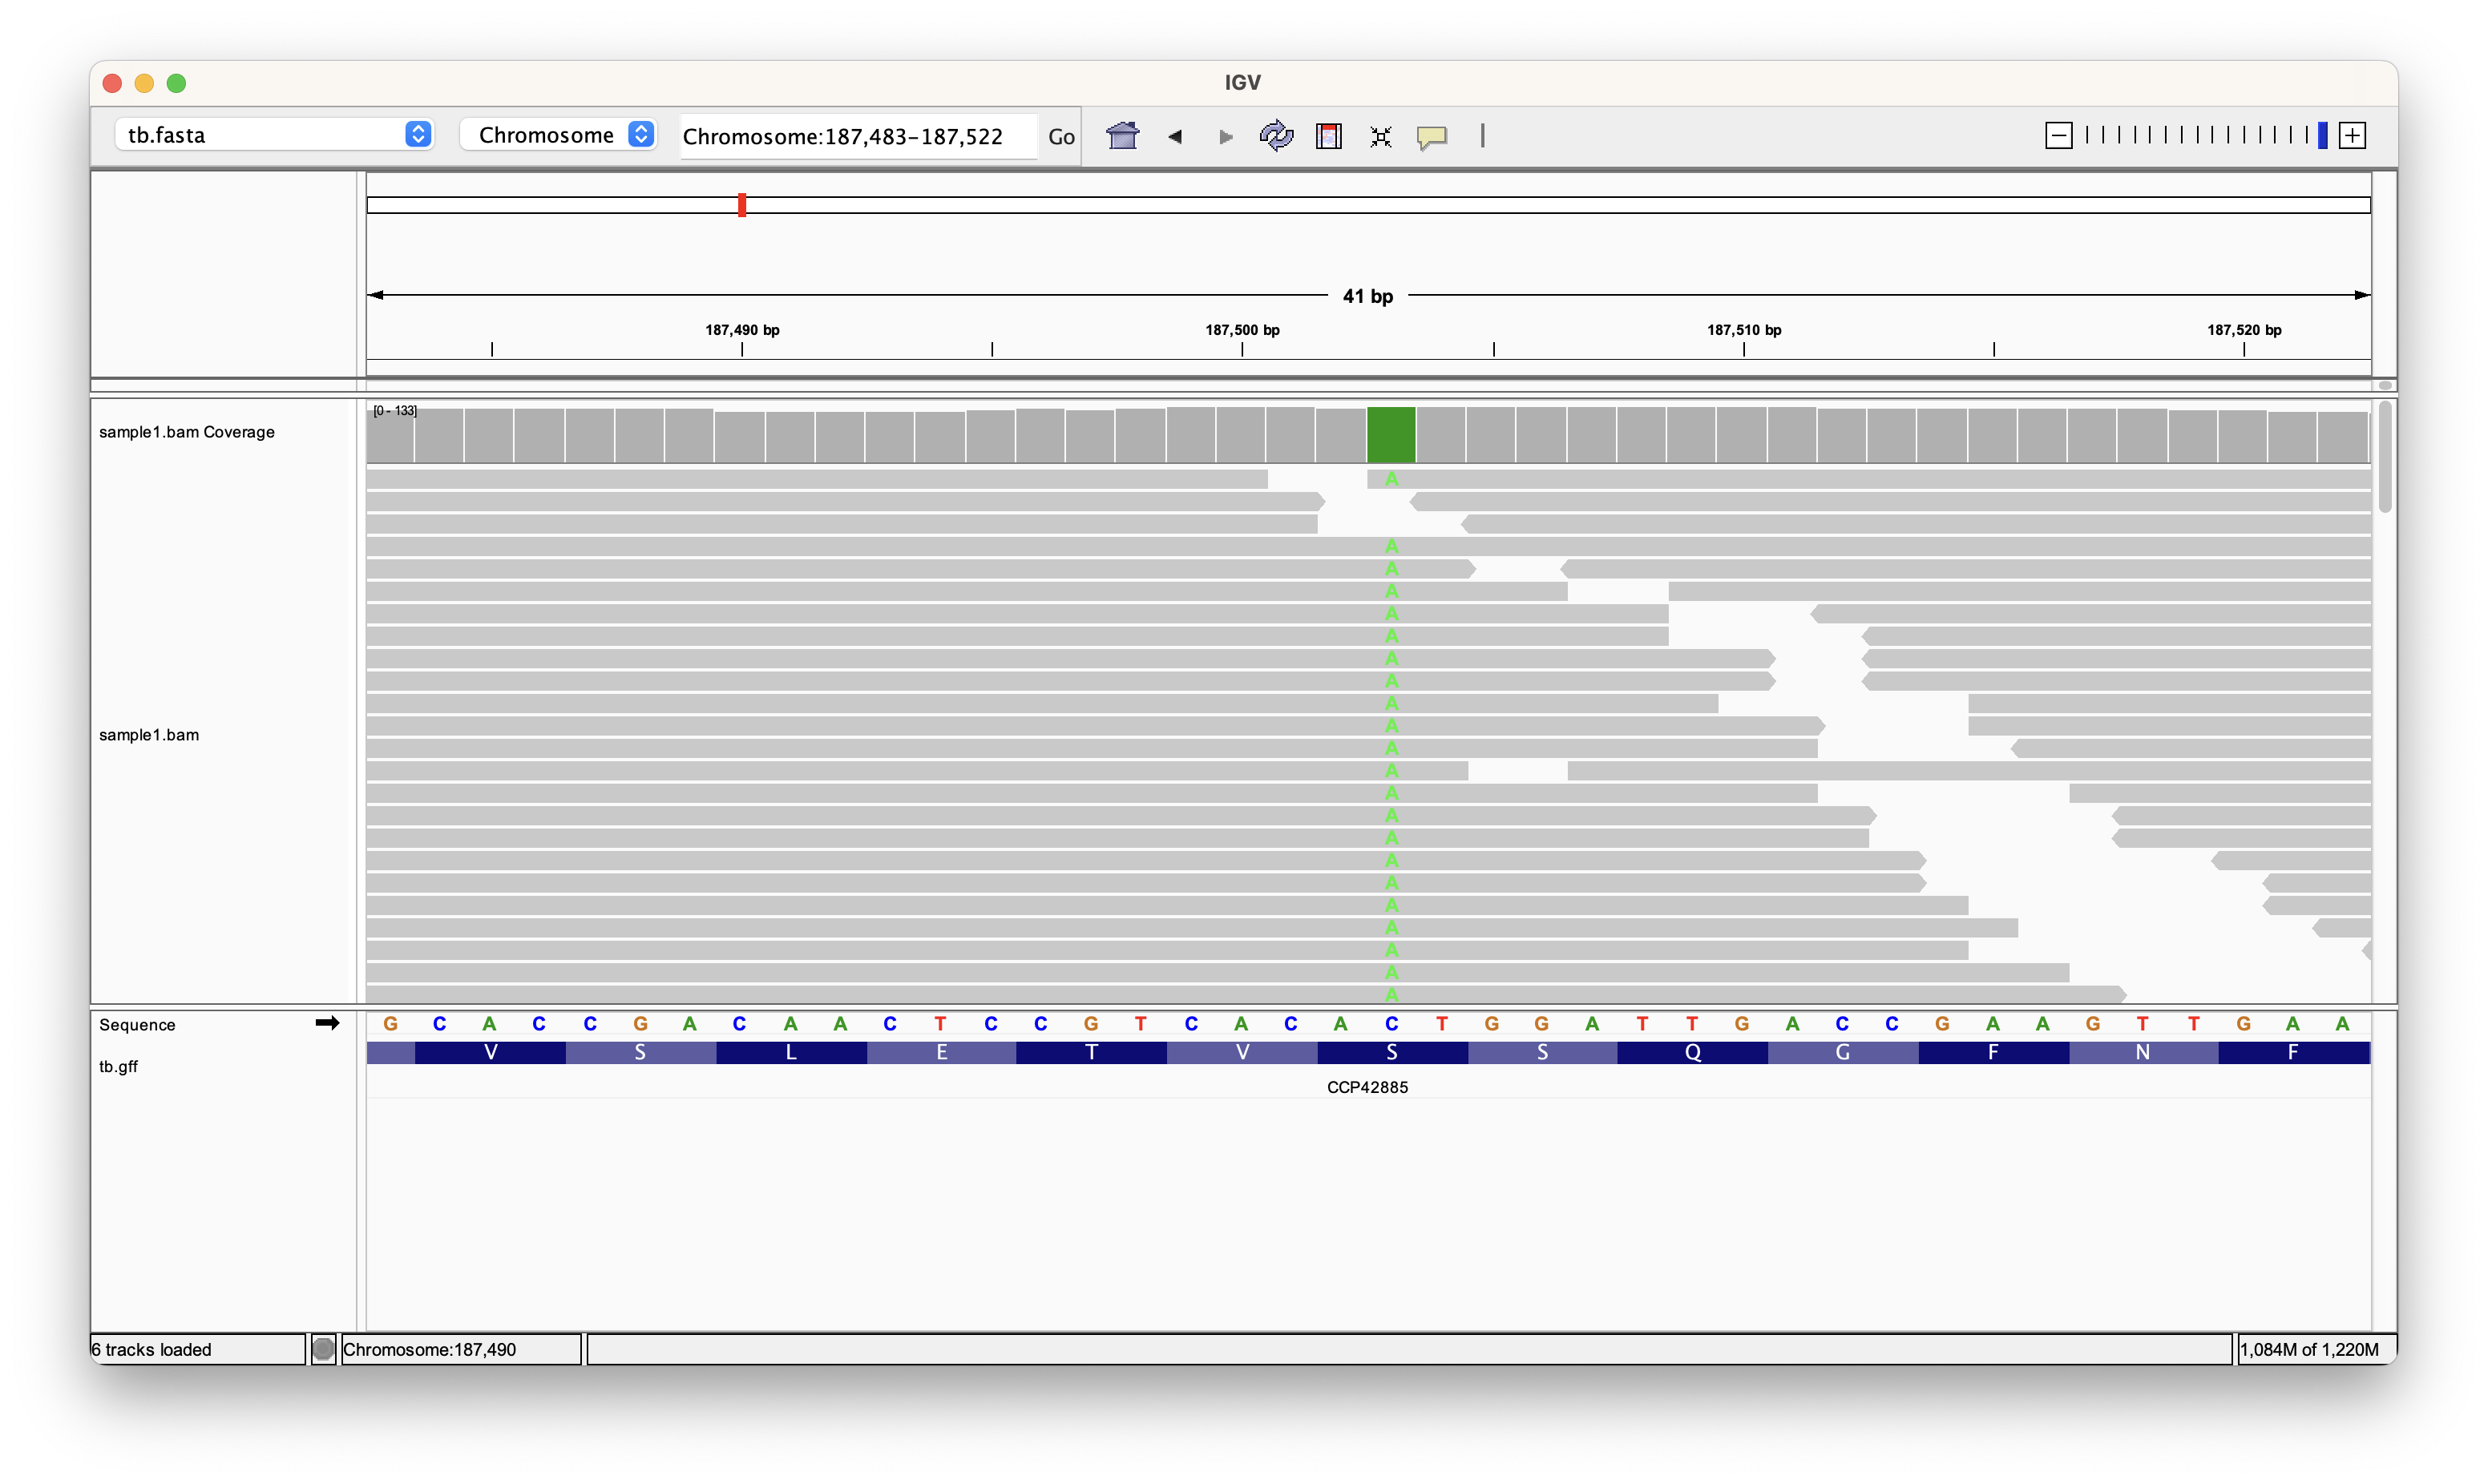 IGV
tb.fasta Chromosome Chromosome:187,483-187,522 Go
41 bp
187,490 bp 187,500 bp 187,510 bp 187,520 bp
[0 - 133]
sample1.bam Coverage
A
A
A
A
A
A
A
A
A
A
A
A
sample1.bam
A
A
A
A
A
A
A
A
A
A
Sequence G C A C C G A C A A C T C C G T C A C A C T G G A T T G A C C G A A G T T G A A
V S L E T V S S Q G F N F
tb.gff
CCP42885
6 tracks loaded Chromosome:187,490 1,084M of 1,220M